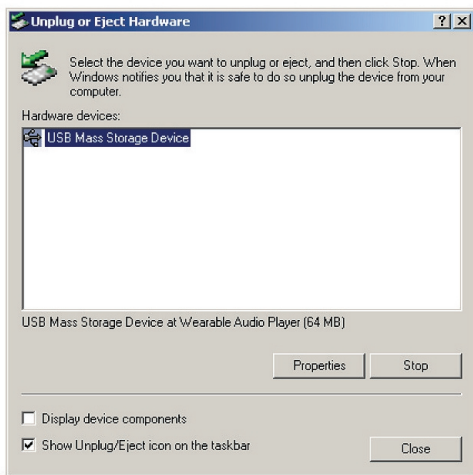 Unplug or Eject Hardware
Select the device you want to unplug or eject, and then click Stop. When
Windows notifies you that it is safe to do so unplug the device from your
computer.
Hardware devices:
USB Mass Storage Device
USB Mass Storage Device at Wearable Audio Player (64 MB)
Properties Stop
Display device components
Show Unplug/Eject icon on the taskbar
Close